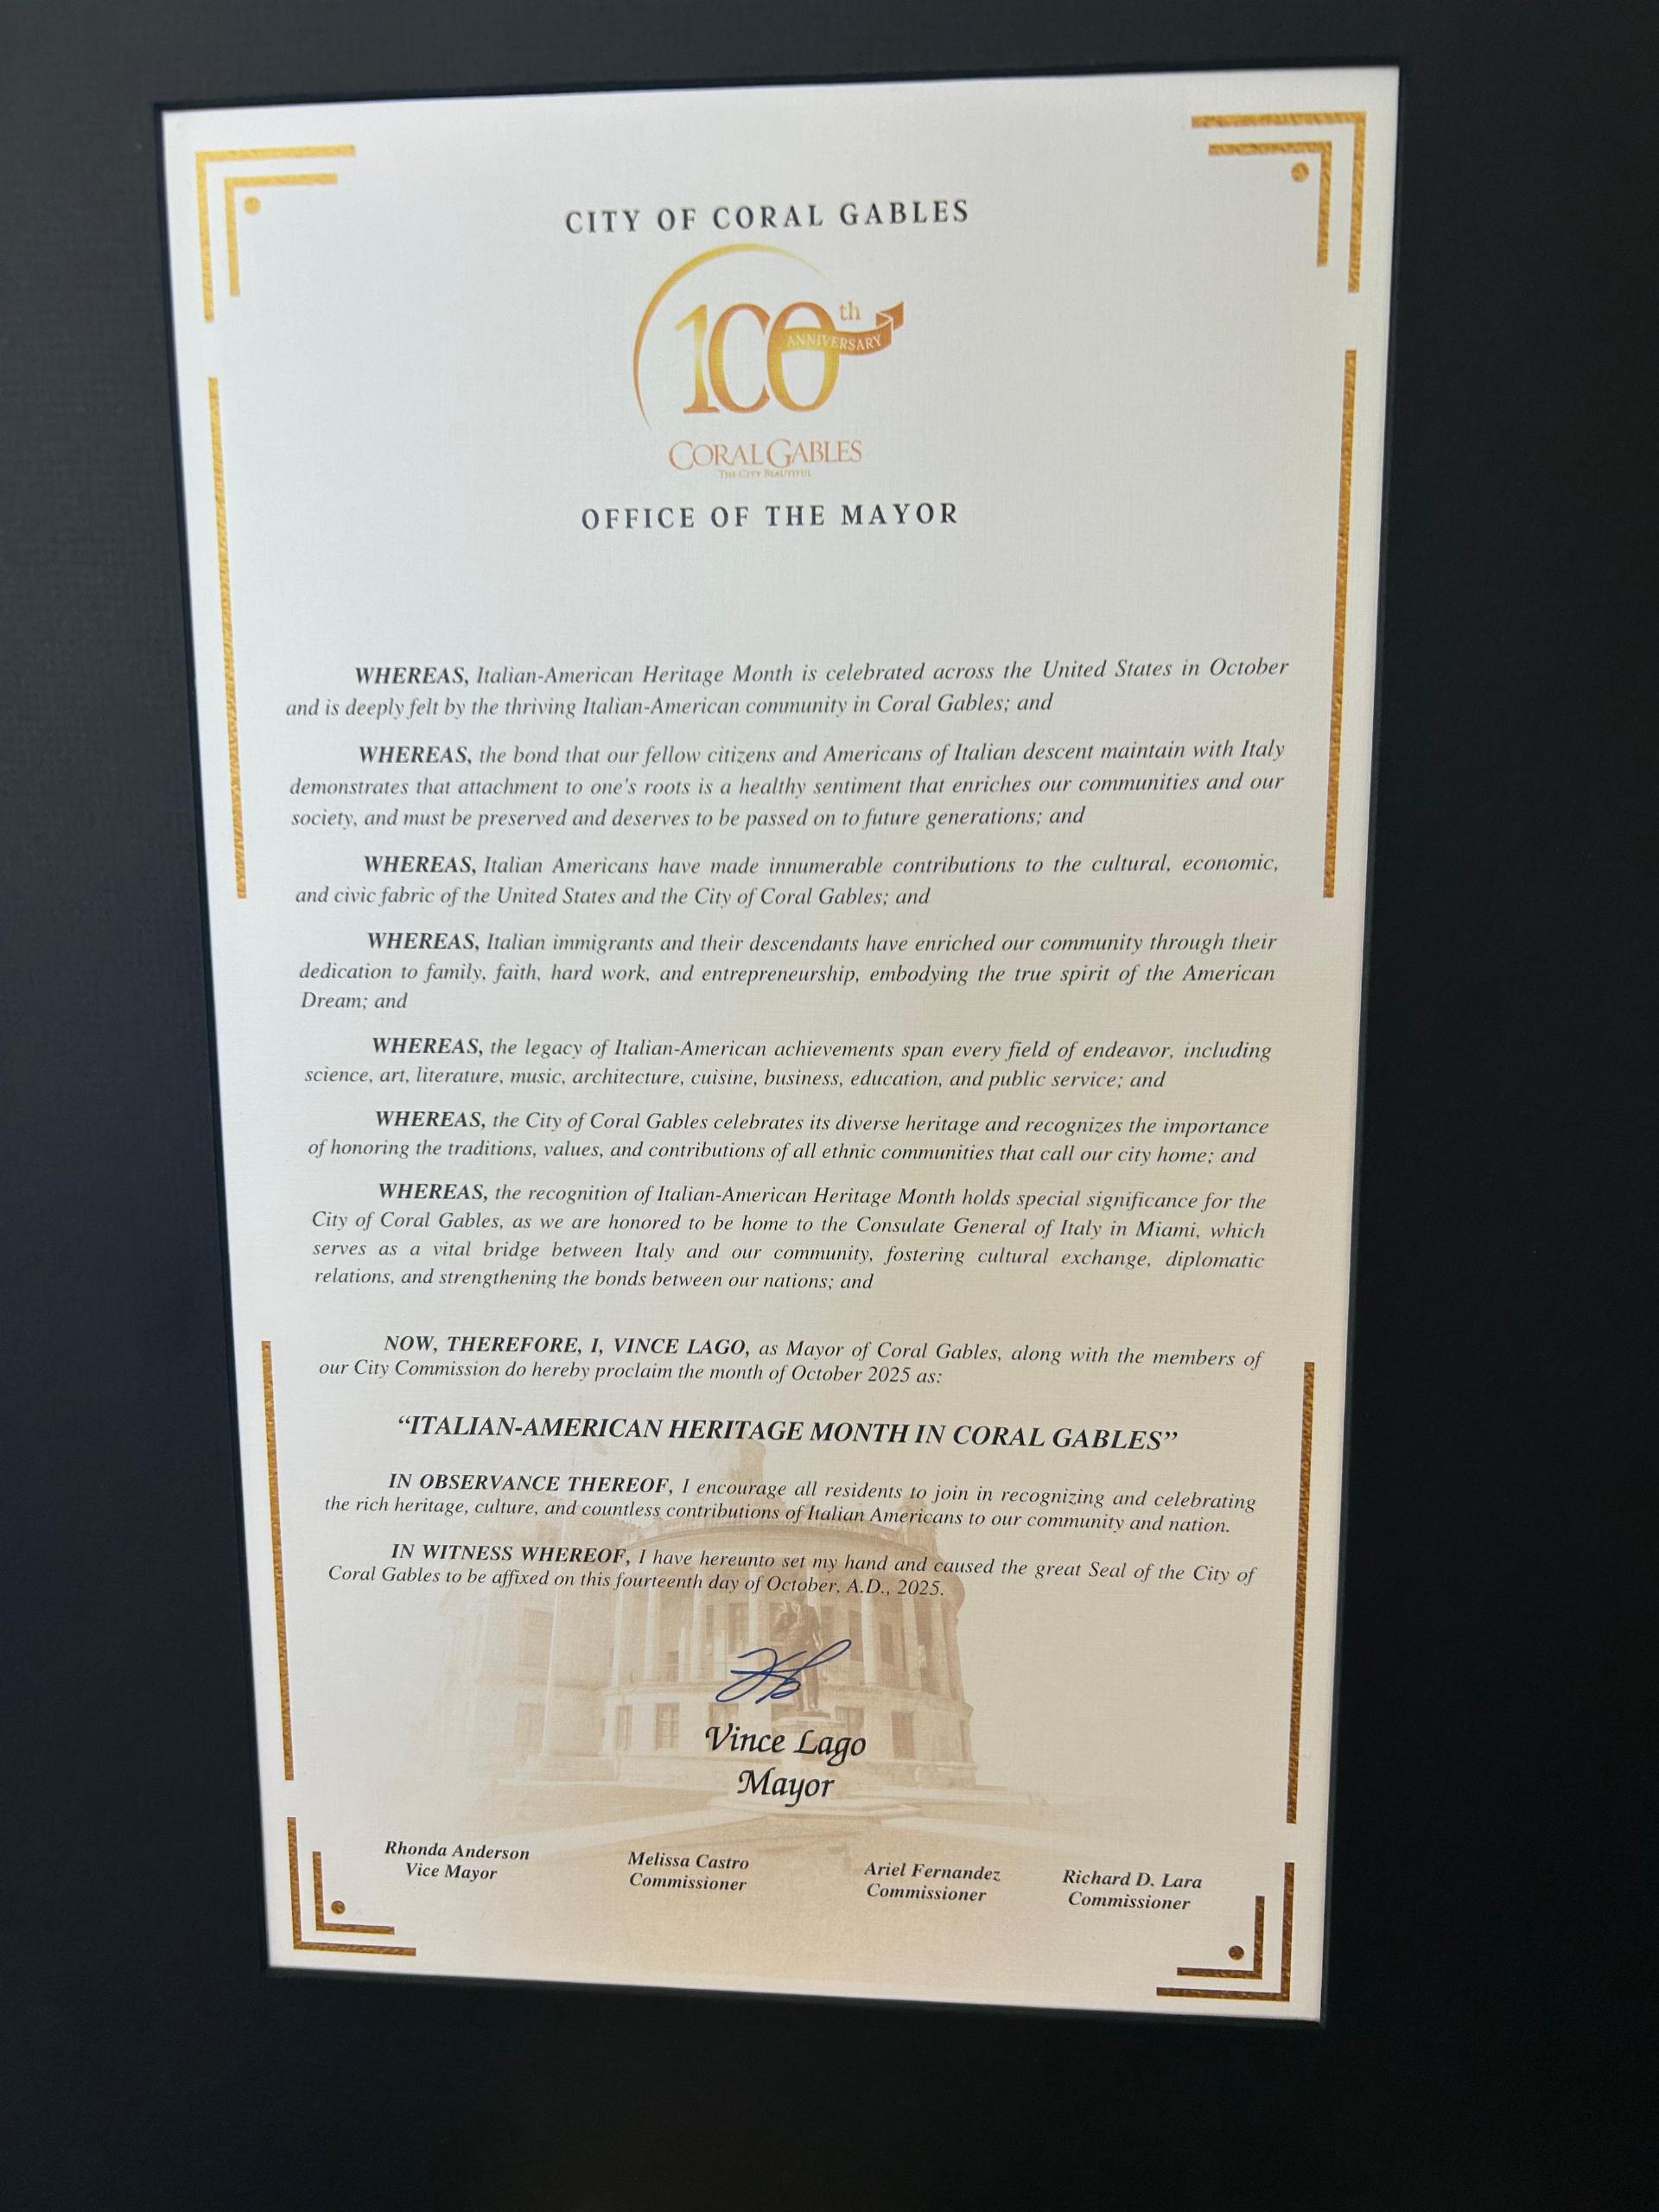 CITY OF CORAL GABLES
100th
ANNIVERSARY
CORAL GABLES
THE CITY BEAUTIFUL
OFFICE OF THE MAYOR
WHEREAS, Italian-American Heritage Month is celebrated across the United States in October
and is deeply felt by the thriving Italian-American community in Coral Gables; and
WHEREAS, the bond that our fellow citizens and Americans of Italian descent maintain with Italy
demonstrates that attachment to one's roots is a healthy sentiment that enriches our communities and our
society, and must be preserved and deserves to be passed on to future generations; and
WHEREAS, Italian Americans have made innumerable contributions to the cultural, economic,
and civic fabric of the United States and the City of Coral Gables; and
WHEREAS, Italian immigrants and their descendants have enriched our community through their
dedication to family, faith, hard work, and entrepreneurship, embodying the true spirit of the American
Dream; and
WHEREAS, the legacy of Italian-American achievements span every field of endeavor, including
science, art, literature, music, architecture, cuisine, business, education, and public service; and
WHEREAS, the City of Coral Gables celebrates its diverse heritage and recognizes the importance
of honoring the traditions, values, and contributions of all ethnic communities that call our city home; and
WHEREAS, the recognition of Italian-American Heritage Month holds special significance for the
City of Coral Gables, as we are honored to be home to the Consulate General of Italy in Miami, which
serves as a vital bridge between Italy and our community, fostering cultural exchange, diplomatic
relations, and strengthening the bonds between our nations; and
NOW, THEREFORE, I, VINCE LAGO, as Mayor of Coral Gables, along with the members of
our City Commission do hereby proclaim the month of October 2025 as:
“ITALIAN-AMERICAN HERITAGE MONTH IN CORAL GABLES”
IN OBSERVANCE THEREOF, I encourage all residents to join in recognizing and celebrating
the rich heritage, culture, and countless contributions of Italian Americans to our community and nation.
IN WITNESS WHEREOF, I have hereunto set my hand and caused the great Seal of the City of
Coral Gables to be affixed on this fourteenth day of October, A.D., 2025.
Vince Lago
Mayor
Rhonda Anderson
Vice Mayor
Melissa Castro
Commissioner
Ariel Fernandez
Commissioner
Richard D. Lara
Commissioner